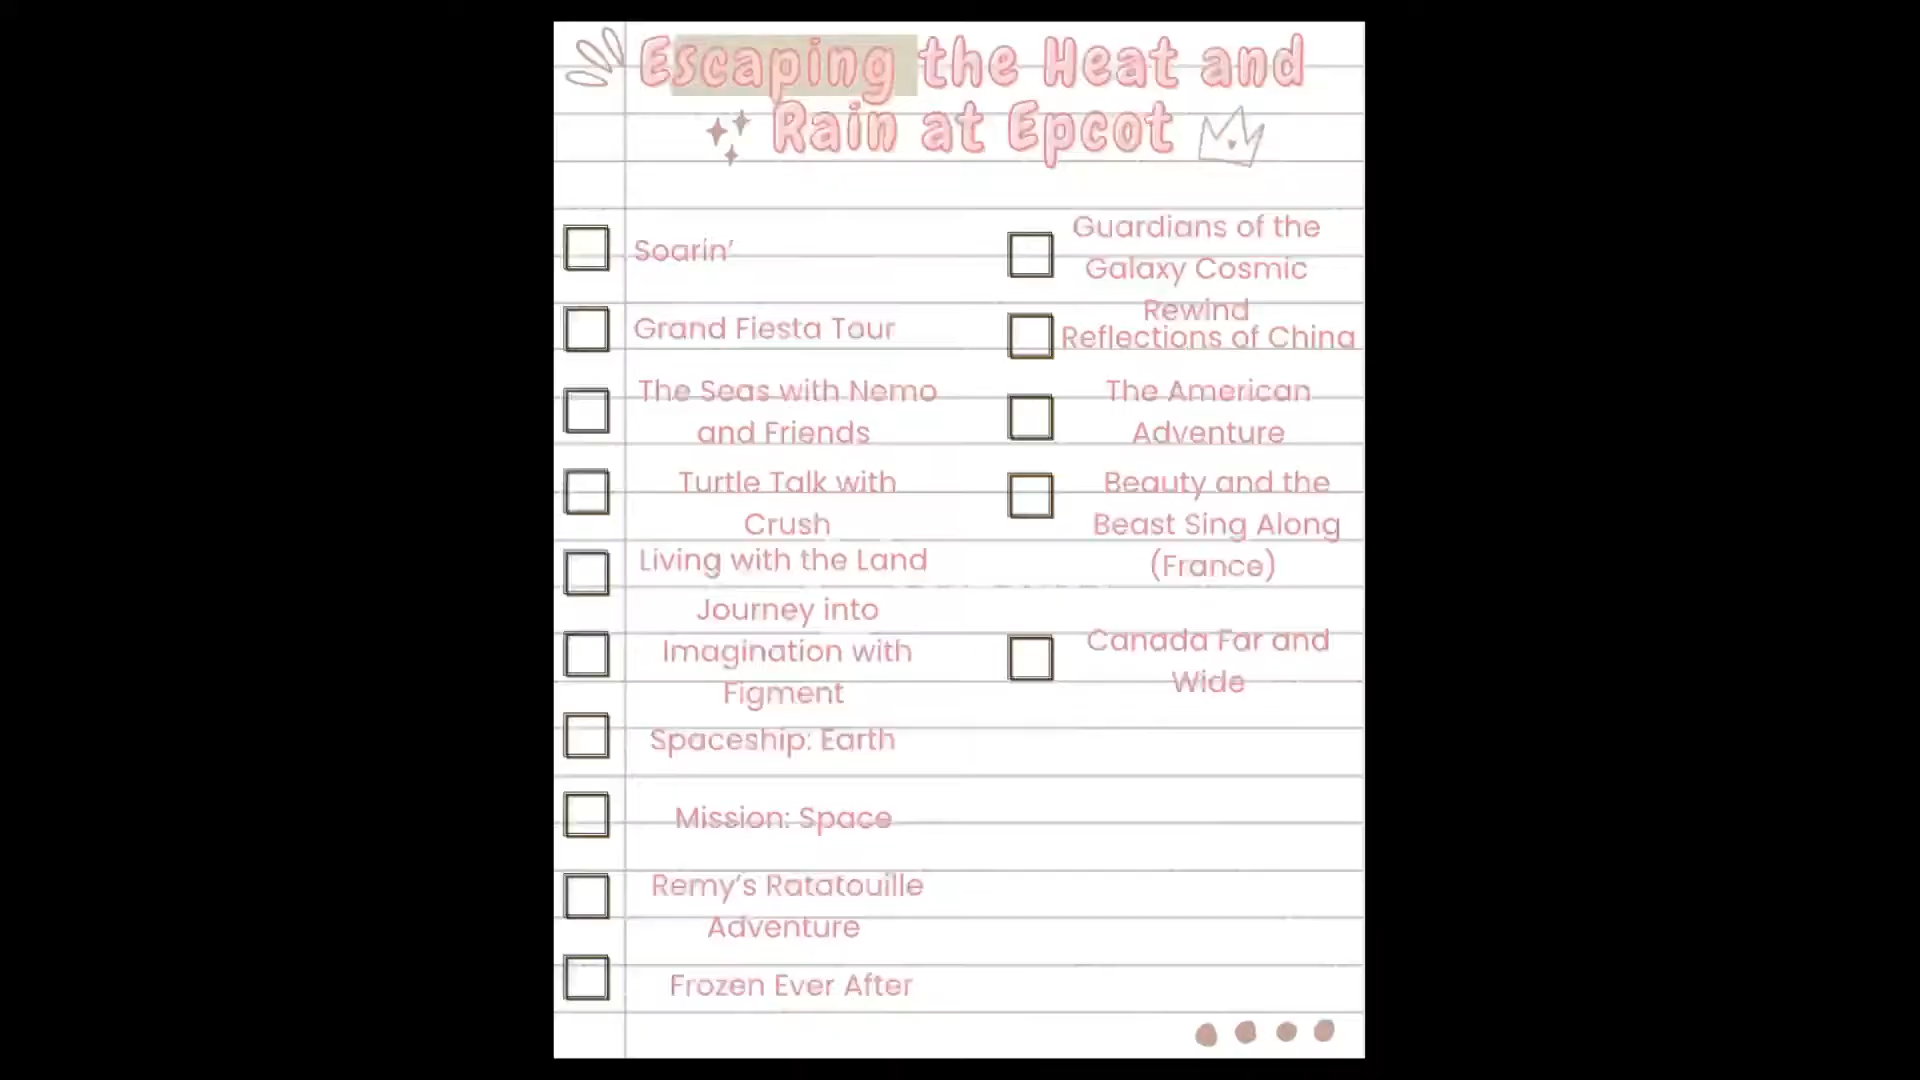 Escaping the Heat and
Rain at Epcot
Soarin’
Grand Fiesta Tour
The Seas with Nemo
and Friends
Turtle Talk with
Crush
Living with the Land
Journey into
Imagination with
Figment
Spaceship: Earth
Mission: Space
Remy’s Ratatouille
Adventure
Frozen Ever After
Guardians of the
Galaxy Cosmic
Rewind
Reflections of China
The American
Adventure
Beauty and the
Beast Sing Along
(France)
Canada Far and
Wide